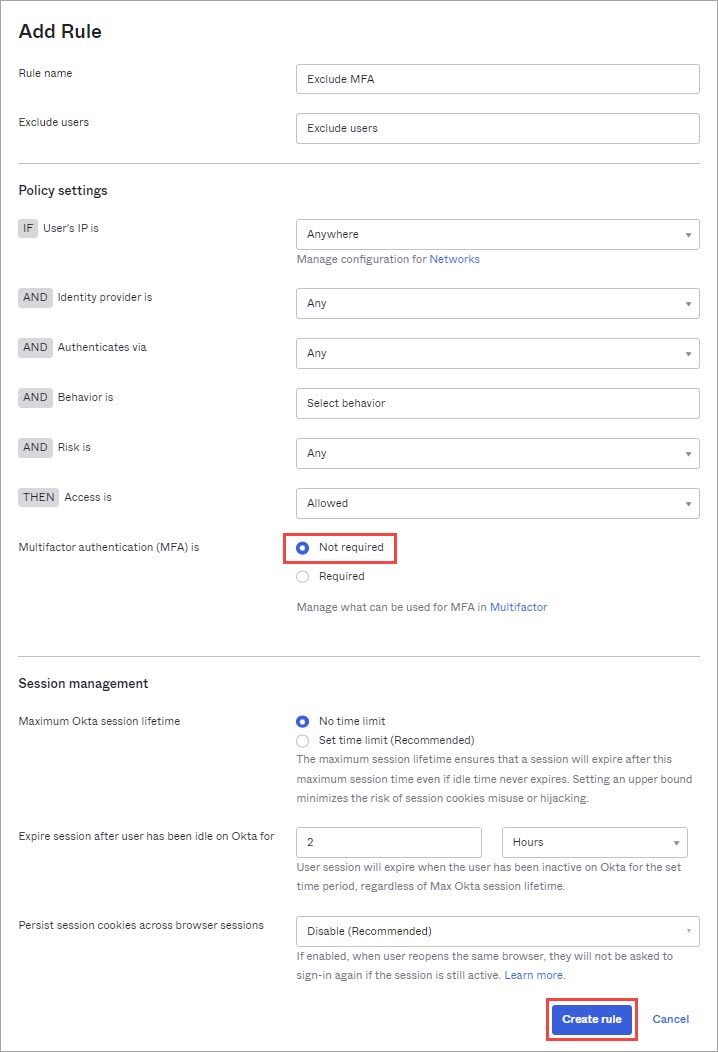 Add Rule
Rule name
Exclude MFA
Exclude users
Exclude users
Policy settings
IF User's IP is
Anywhere
Manage configuration for Networks
AND Identity provider is
Any
AND Authenticates via
Any
AND Behavior is
Select behavior
AND Risk is
Any
THEN Access is
Allowed
Multifactor authentication (MFA) is
Not required
Required
Manage what can be used for MFA in Multifactor
Session management
Maximum Okta session lifetime
No time limit
Set time limit (Recommended)
The maximum session lifetime ensures that a session will expire after this
maximum session time even if idle time never expires. Setting an upper bound
minimizes the risk of session cookies misuse or hijacking.
Expire session after user has been idle on Okta for
2
Hours
User session will expire when the user has been inactive on Okta for the set
time period, regardless of Max Okta session lifetime.
Persist session cookies across browser sessions
Disable (Recommended)
If enabled, when user reopens the same browser, they will not be asked to
sign-in again if the session is still active. Learn more.
Create rule
Cancel